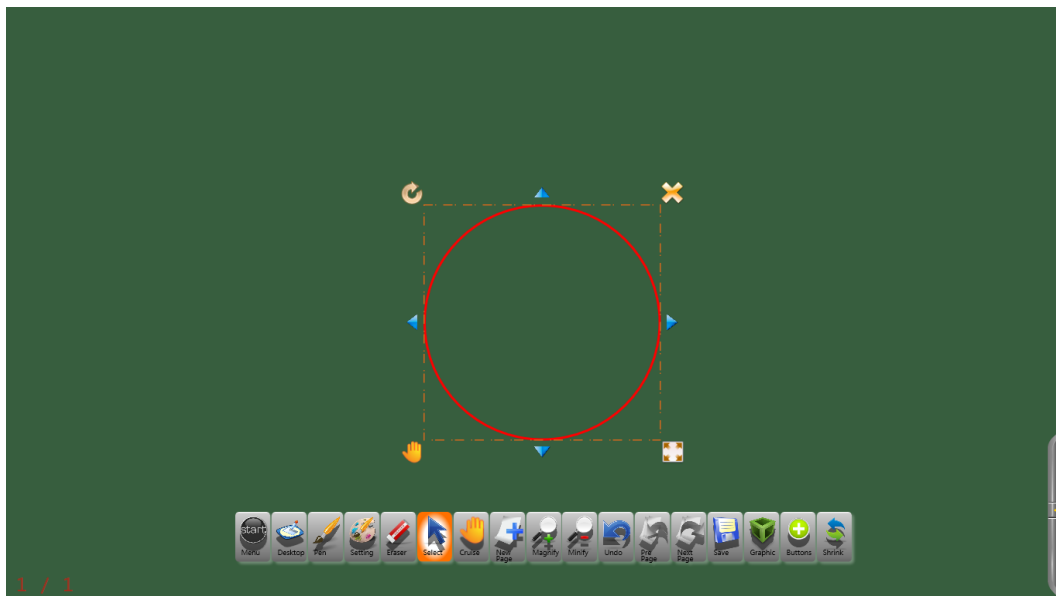 start
Menu
Desktop
Pen
Setting
Eraser
Select
Cruise
New
Page
Magnify
Minify
Undo
Pre
Page
Next
Page
Save
Graphic
Buttons
Shrink
1 / 1